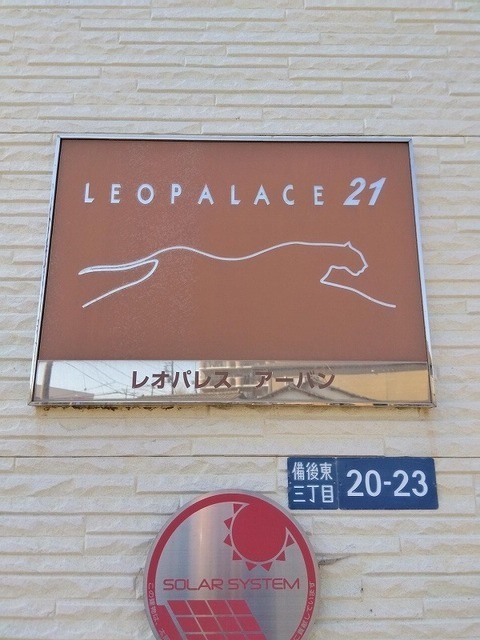 LEOPALACE 21
レオパレス アーバン
備後東
三丁目
20-23
SOLAR SYSTEM